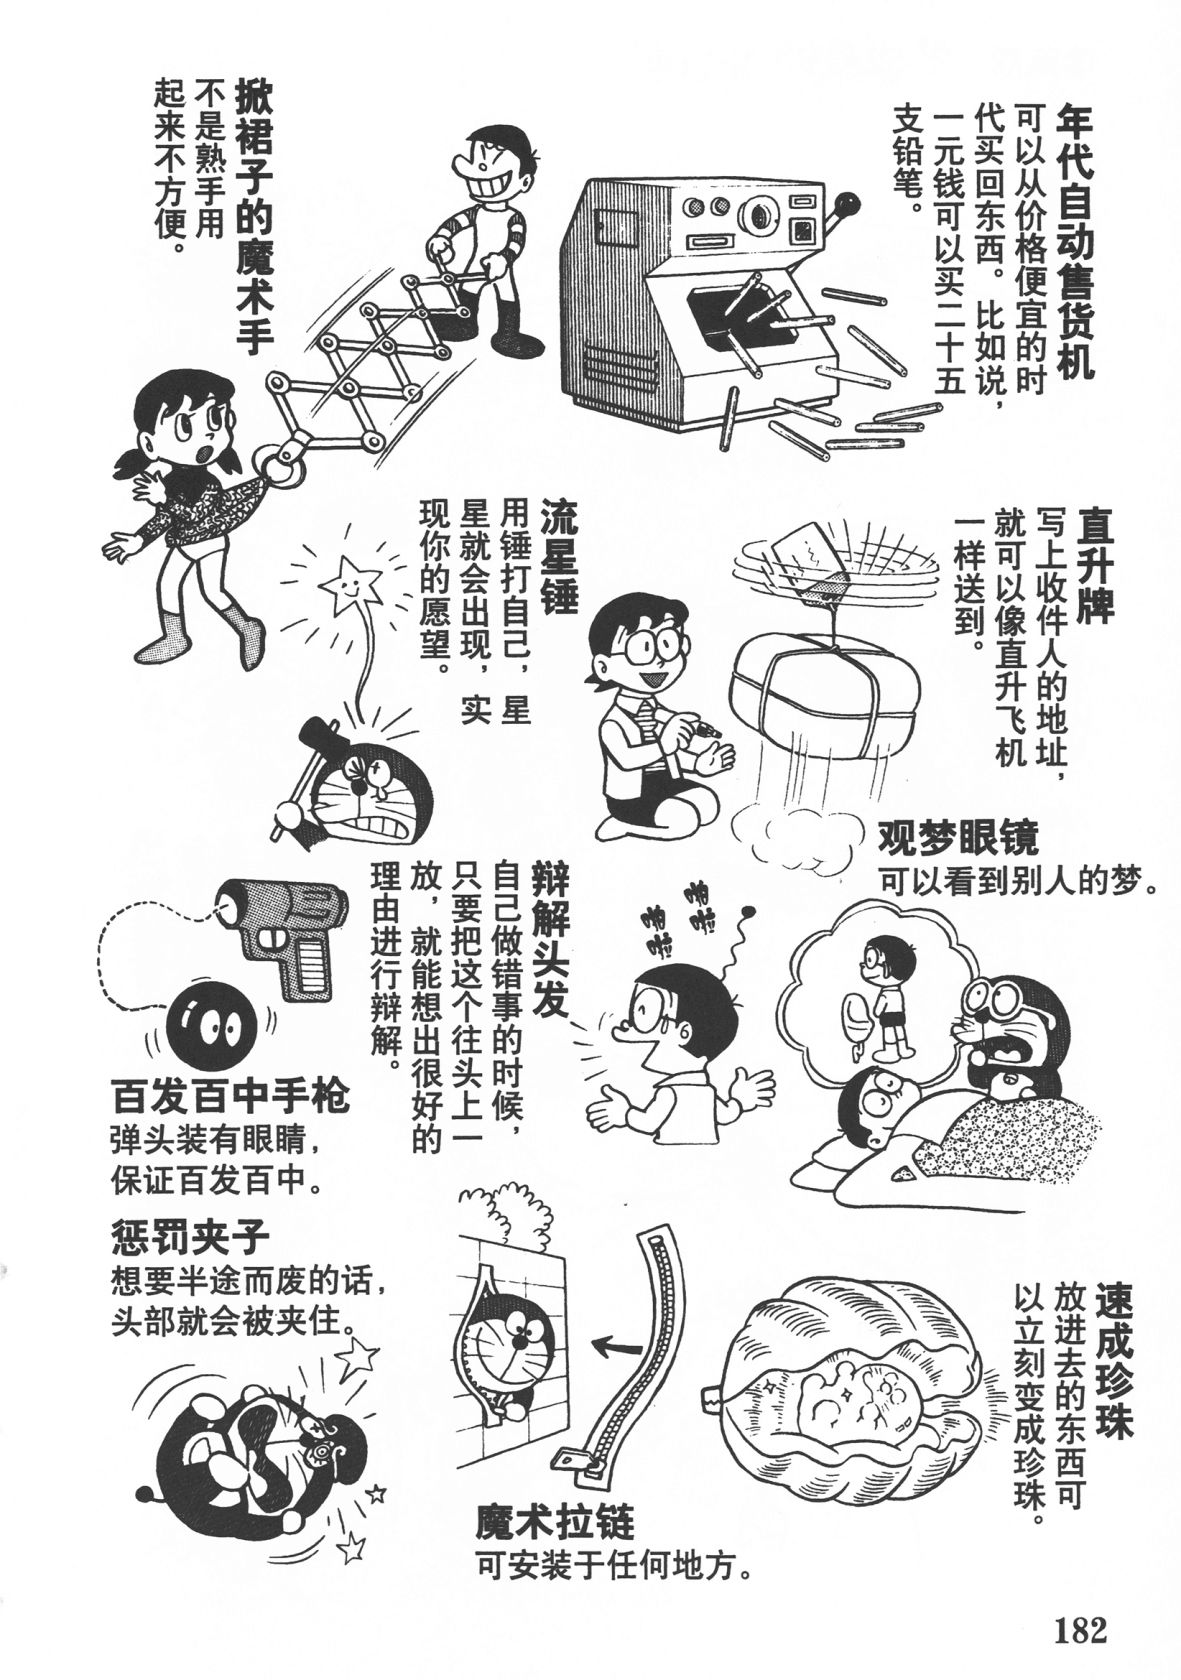 年代自动售货机
可以从价格便宜的时
代买回东西。比如说，
一元钱可以买二十五
支铅笔。
掀裙子的魔术手
不是熟手用
起来不方便。
直升牌
写上收件人的地址，
就可以像直升飞机
一样送到。
流星锤
用锤打自己，星
星就会出现，实
现你的愿望。
观梦眼镜
可以看到别人的梦。
辩解头发
自己做错事的时候，
只要把这个往头上一
放，就能想出很好的
理由进行辩解。
啪啦
啪啦
百发百中手枪
弹头装有眼睛，
保证百发百中。
惩罚夹子
想要半途而废的话，
头部就会被夹住。
速成珍珠
放进去的东西可
以立刻变成珍珠。
魔术拉链
可安装于任何地方。
182